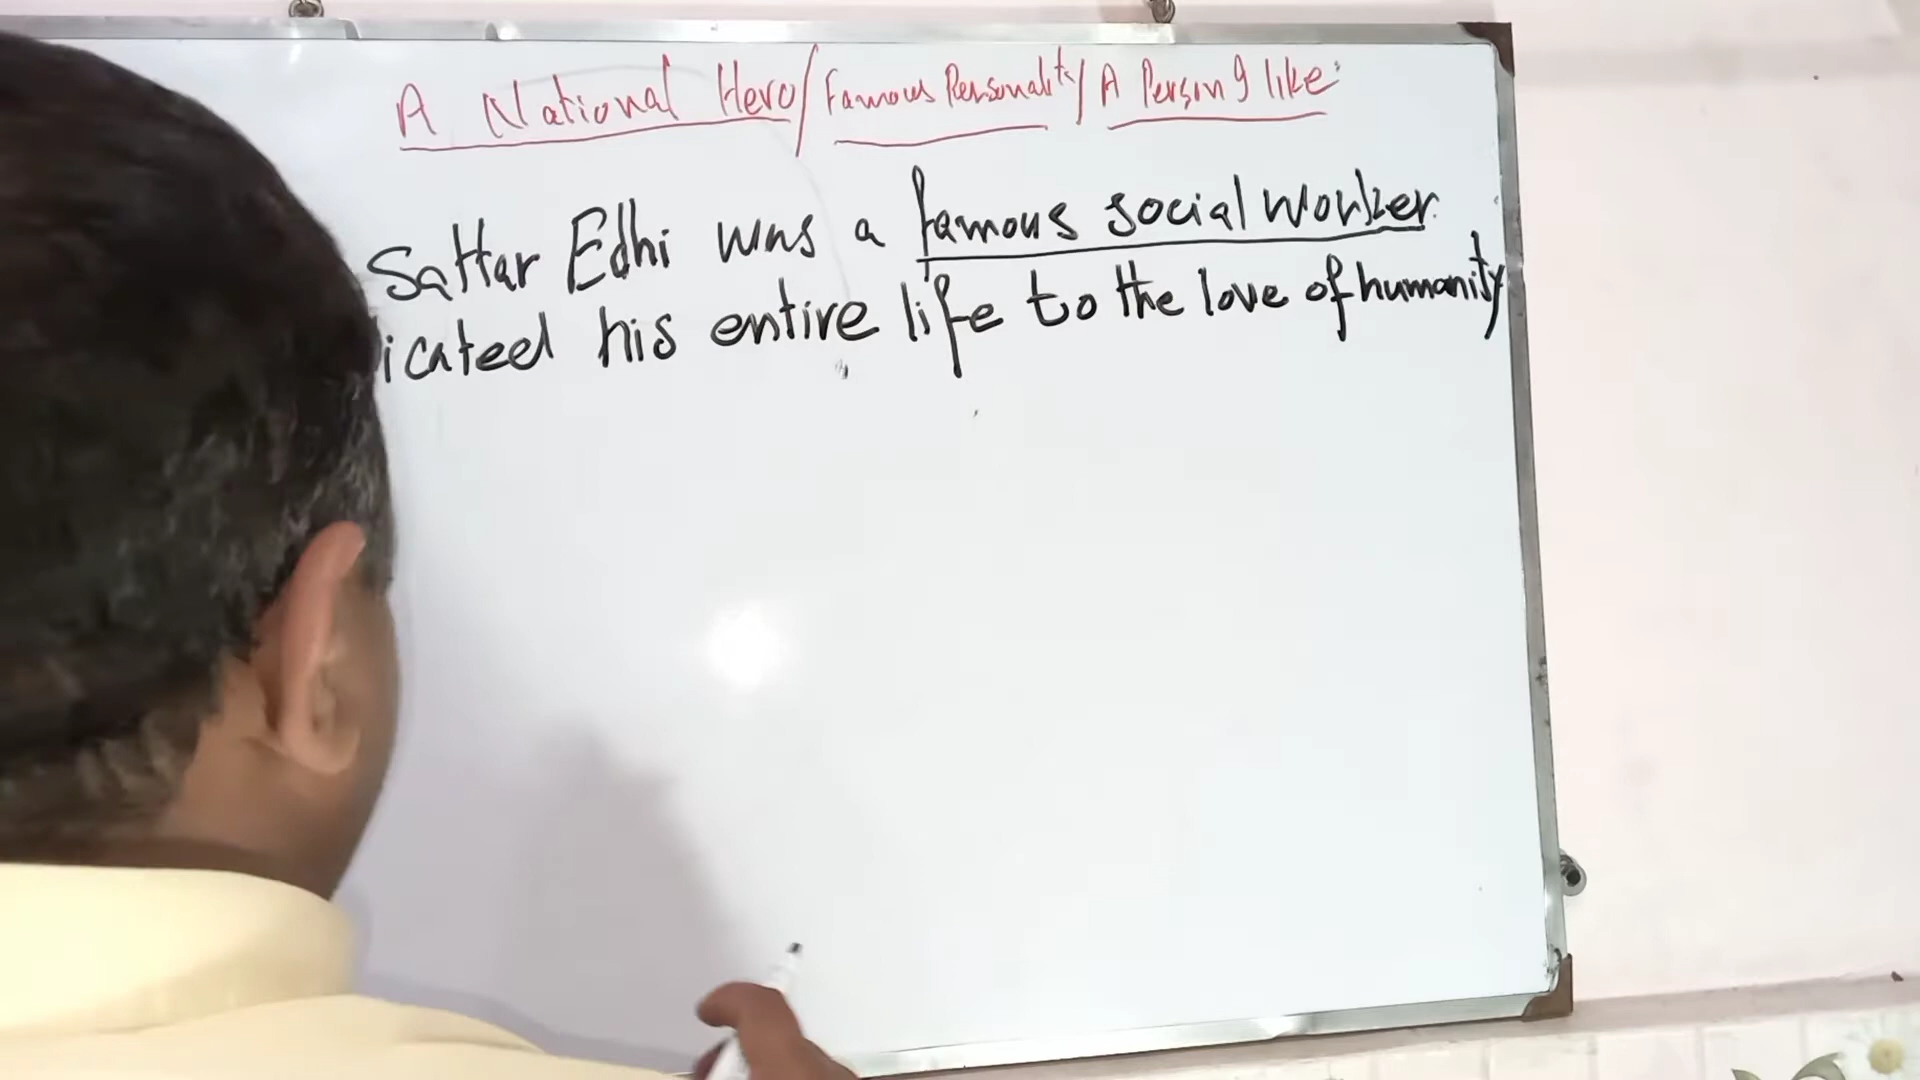 A National Hero/Famous Personality/A Person I like:
Sattar Edhi was a famous social worker.
icated his entire life to the love of humanity